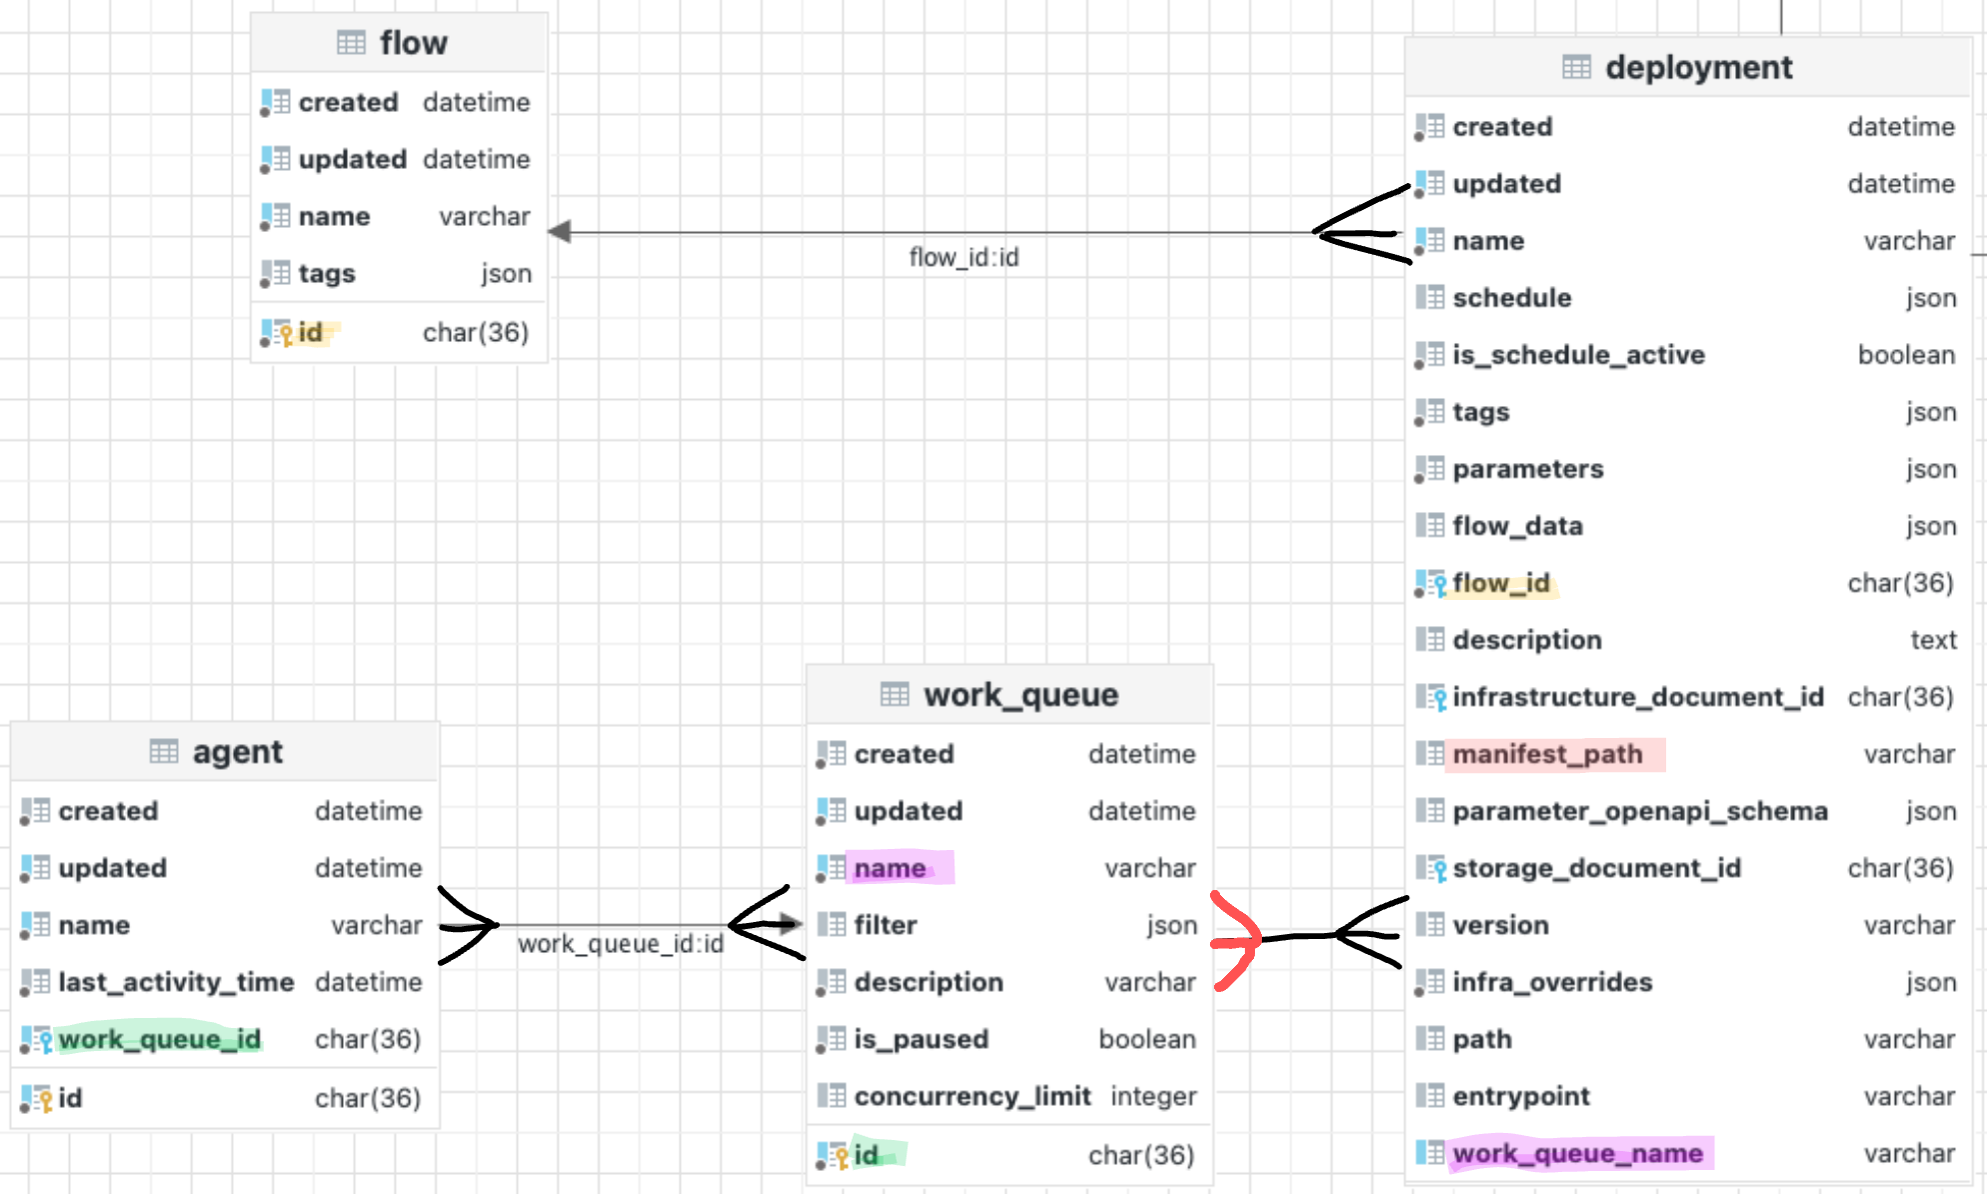 flow
created datetime
updated datetime
name varchar
tags json
id char(36)
flow_id:id
deployment
created datetime
updated datetime
name varchar
schedule json
is_schedule_active boolean
tags json
parameters json
flow_data json
flow_id char(36)
description text
infrastructure_document_id char(36)
manifest_path varchar
parameter_openapi_schema json
storage_document_id char(36)
version varchar
infra_overrides json
path varchar
entrypoint varchar
work_queue_name varchar
agent
created datetime
updated datetime
name varchar
last_activity_time datetime
work_queue_id char(36)
id char(36)
work_queue_id:id
work_queue
created datetime
updated datetime
name varchar
filter json
description varchar
is_paused boolean
concurrency_limit integer
id char(36)